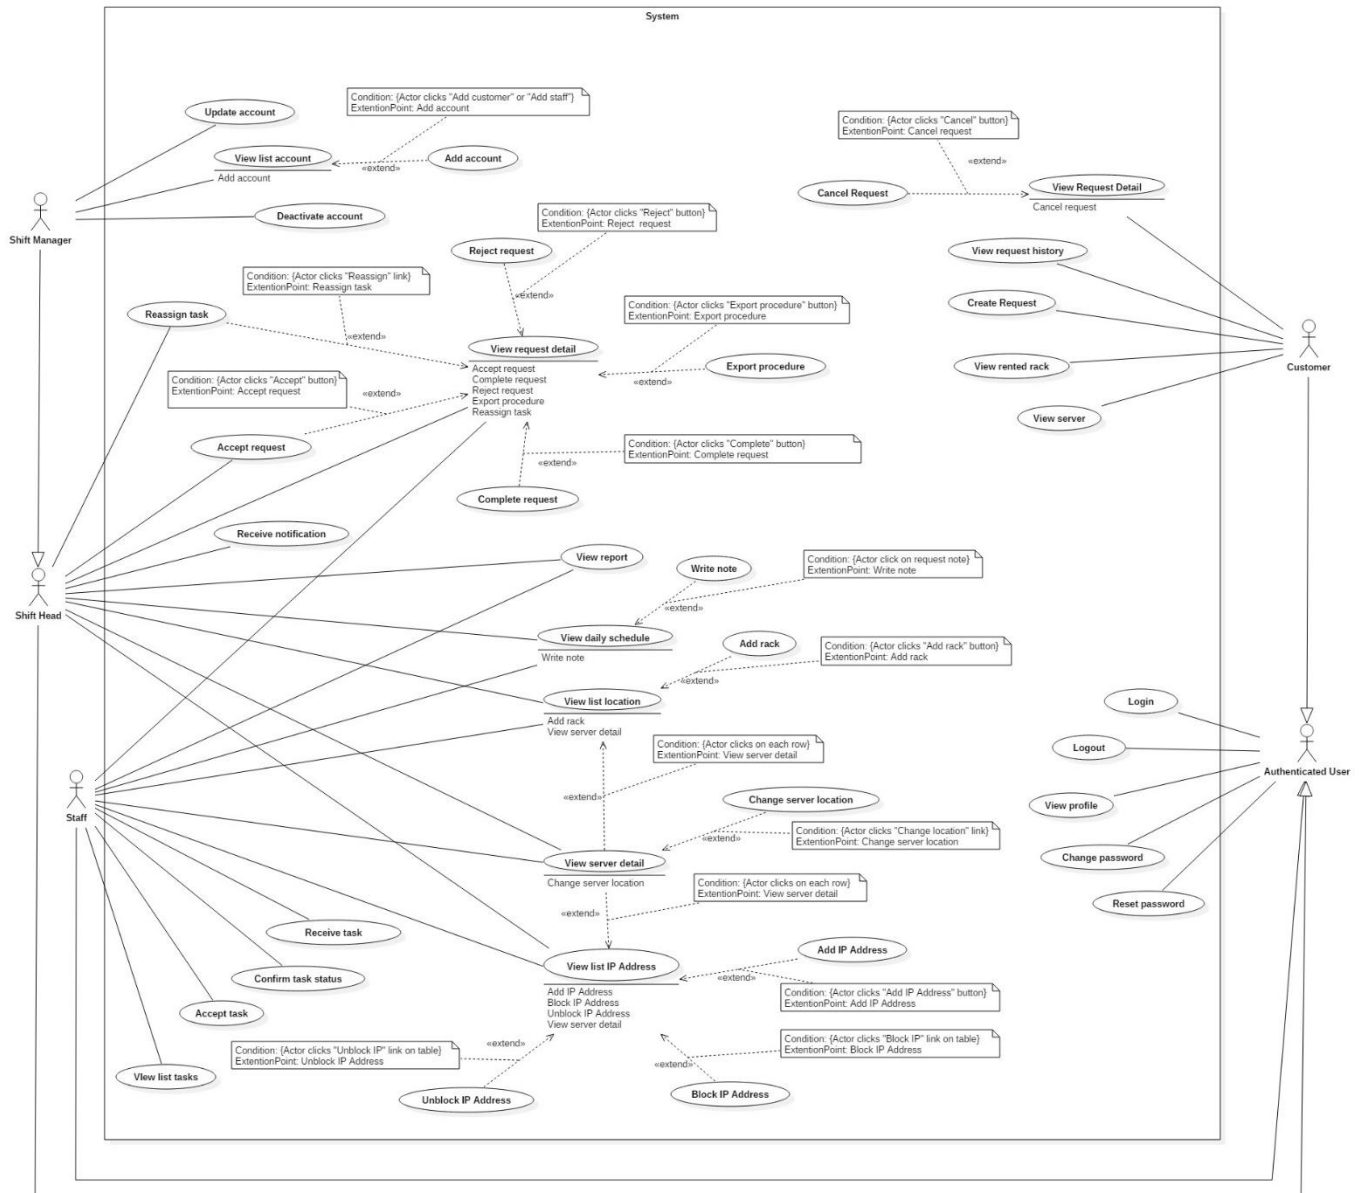 System
Condition: {Actor clicks "Add customer" or "Add staff"}
ExtentionPoint: Add account
Update account
View list account
Add account
«extend»
Add account
Deactivate account
Shift Manager
Condition: {Actor clicks "Cancel" button}
ExtentionPoint: Cancel request
«extend»
Cancel Request
View Request Detail
Cancel request
View request history
Create Request
View rented rack
View server
Customer
Condition: {Actor clicks "Reject" button}
ExtentionPoint: Reject  request
Reject request
«extend»
Condition: {Actor clicks "Reassign" link}
ExtentionPoint: Reassign task
Reassign task
«extend»
Condition: {Actor clicks "Export procedure" button}
ExtentionPoint: Export procedure
View request detail
Accept request
Complete request
Reject request
Export procedure
Reassign task
Export procedure
«extend»
Condition: {Actor clicks "Accept" button}
ExtentionPoint: Accept request
«extend»
Accept request
Condition: {Actor clicks "Complete" button}
ExtentionPoint: Complete request
«extend»
Complete request
Receive notification
View report
Shift Head
Write note
Condition: {Actor click on request note}
ExtentionPoint: Write note
«extend»
View daily schedule
Write note
Add rack
Condition: {Actor clicks "Add rack" button}
ExtentionPoint: Add rack
«extend»
View list location
Add rack
View server detail
Condition: {Actor clicks on each row}
ExtentionPoint: View server detail
«extend»
Login
Logout
Authenticated User
View profile
Change password
Reset password
Staff
Change server location
Condition: {Actor clicks "Change location" link}
ExtentionPoint: Change server location
«extend»
View server detail
Change server location
Condition: {Actor clicks on each row}
ExtentionPoint: View server detail
«extend»
Receive task
Confirm task status
Accept task
VIew list tasks
View list IP Address
Add IP Address
Block IP Address
Unblock IP Address
View server detail
Add IP Address
«extend»
Condition: {Actor clicks "Add IP Address" button}
ExtentionPoint: Add IP Address
Condition: {Actor clicks "Unblock IP" link on table}
ExtentionPoint: Unblock IP Address
«extend»
Unblock IP Address
Condition: {Actor clicks "Block IP" link on table}
ExtentionPoint: Block IP Address
«extend»
Block IP Address